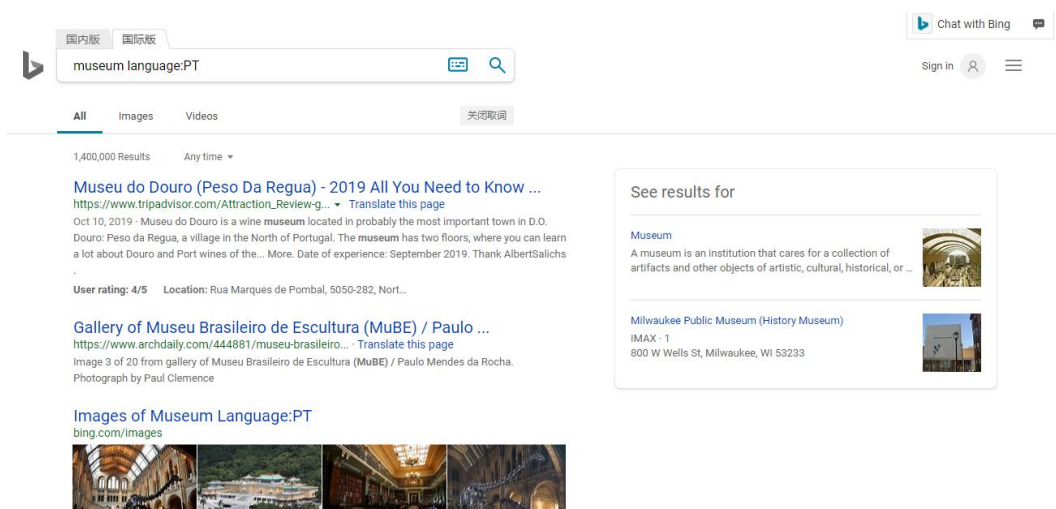 Chat with Bing
国内版 国际版
museum language:PT
Sign in
All Images Videos 关闭取词
1,400,000 Results Any time
Museu do Douro (Peso Da Regua) - 2019 All You Need to Know ...
https://www.tripadvisor.com/Attraction_Review-g... Translate this page
Oct 10, 2019 · Museu do Douro is a wine museum located in probably the most important town in D.O.
Douro: Peso da Regua, a village in the North of Portugal. The museum has two floors, where you can learn
a lot about Douro and Port wines of the... More. Date of experience: September 2019. Thank AlbertSalichs
.
User rating: 4/5 Location: Rua Marques de Pombal, 5050-282, Nort...
Gallery of Museu Brasileiro de Escultura (MuBE) / Paulo ...
https://www.archdaily.com/444881/museu-brasileiro... · Translate this page
Image 3 of 20 from gallery of Museu Brasileiro de Escultura (MuBE) / Paulo Mendes da Rocha.
Photograph by Paul Clemence
Images of Museum Language:PT
bing.com/images
See results for
Museum
A museum is an institution that cares for a collection of
artifacts and other objects of artistic, cultural, historical, or ...
Milwaukee Public Museum (History Museum)
IMAX · 1
800 W Wells St, Milwaukee, WI 53233